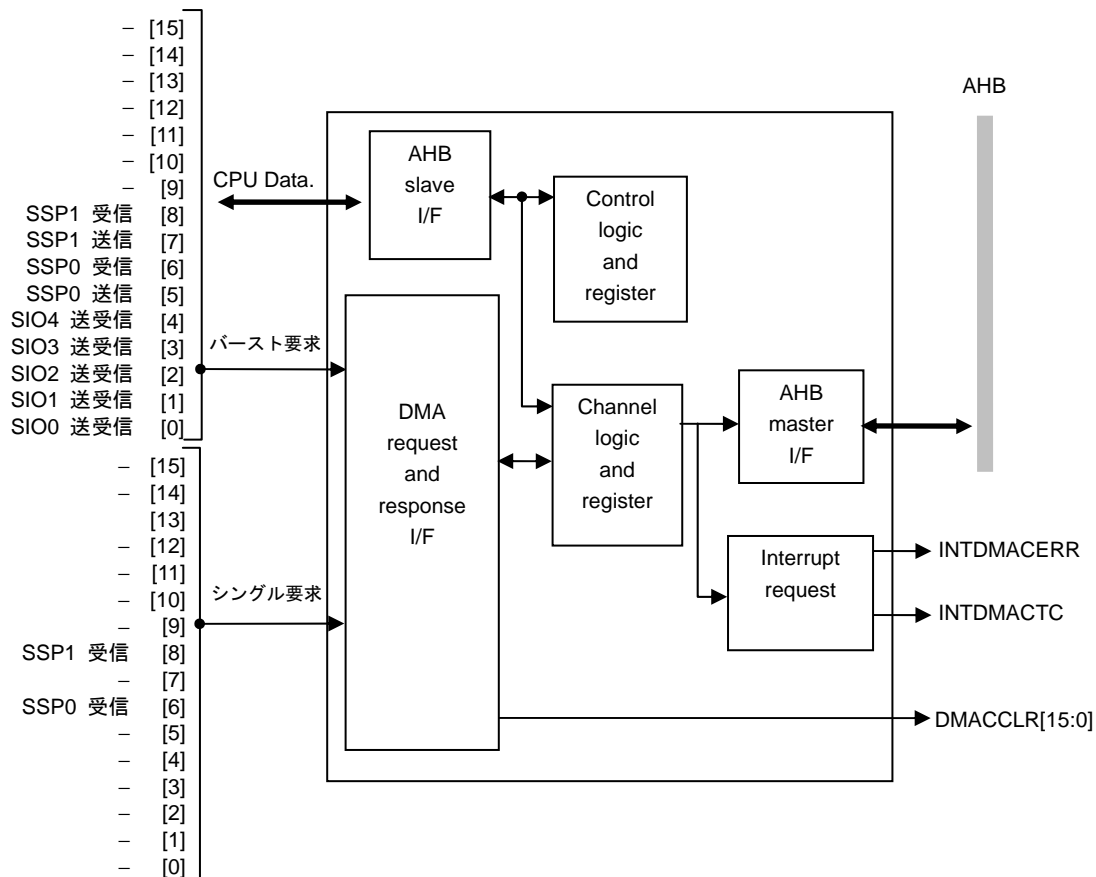 – [15]
– [14]
– [13]
– [12]
– [11]
– [10]
– [9]
SSP1 受信 [8]
SSP1 送信 [7]
SSP0 受信 [6]
SSP0 送信 [5]
SIO4 送受信 [4]
SIO3 送受信 [3]
SIO2 送受信 [2]
SIO1 送受信 [1]
SIO0 送受信 [0]
– [15]
– [14]
[13]
– [12]
– [11]
– [10]
– [9]
SSP1 受信 [8]
– [7]
SSP0 受信 [6]
– [5]
– [4]
– [3]
– [2]
– [1]
– [0]
CPU Data.
バースト要求
シングル要求
AHB
slave
I/F
Control
logic
and
register
DMA
request
and
response
I/F
Channel
logic
and
register
AHB
master
I/F
Interrupt
request
AHB
INTDMACERR
INTDMACTC
DMACCLR[15:0]